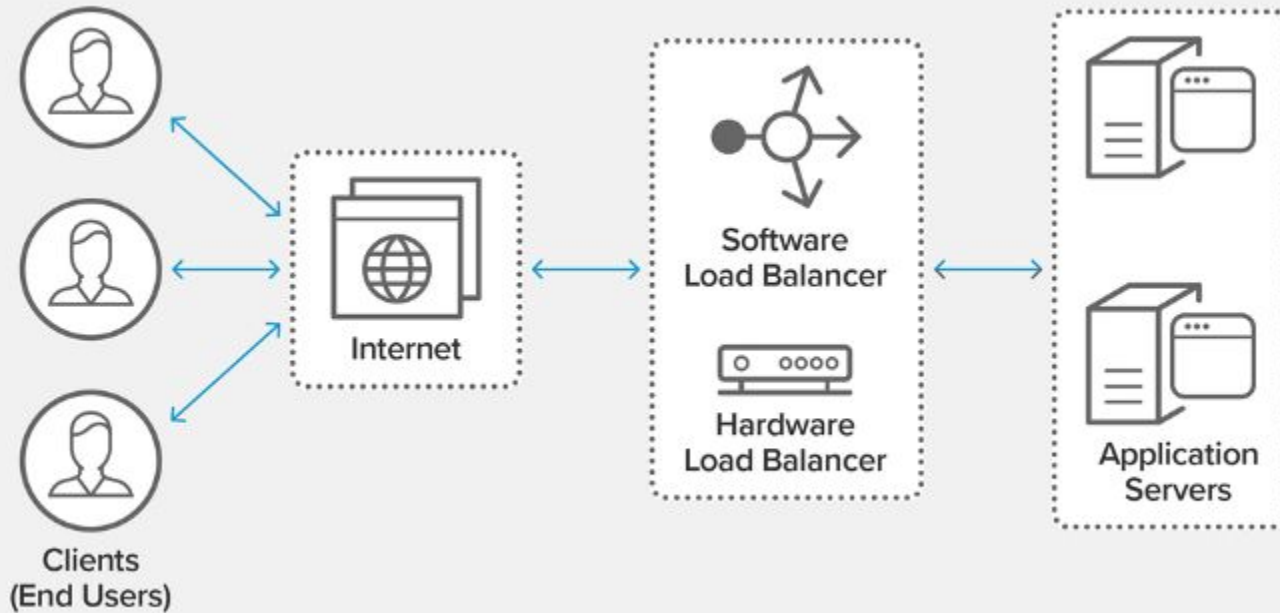 Internet
Software
Load Balancer
Hardware
Load Balancer
Application
Servers
Clients
(End Users)